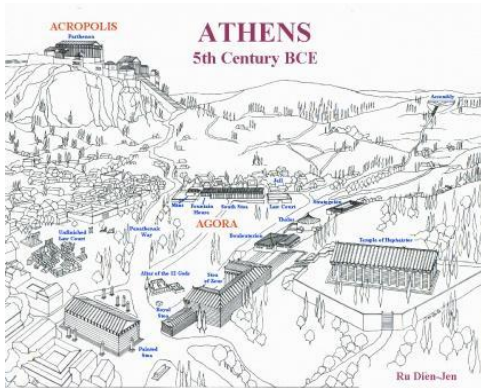 ACROPOLIS
Parthenon
ATHENS
5th Century BCE
Assembly
Jail
Mint
Fountain
House
South Stoa
Law Court
Strategeion
AGORA
Tholos
Unfinished
Law Court
Panathenaic
Way
Bouleuterion
Temple of Hephaistos
Altar of the 12 Gods
Stoa
of Zeus
Royal
Stoa
Painted
Stoa
Ru Dien-Jen